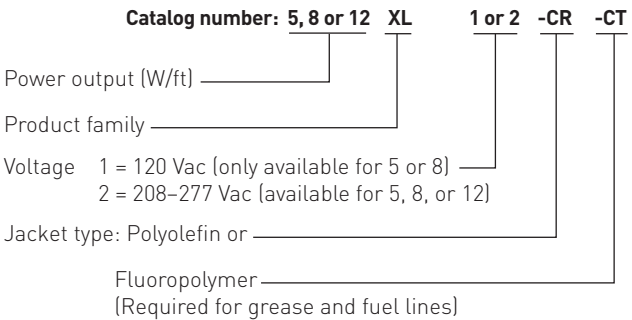 Catalog number: 5, 8 or 12 XL 1 or 2 -CR -CT
Power output (W/ft)
Product family
Voltage 1 = 120 Vac (only available for 5 or 8)
2 = 208–277 Vac (available for 5, 8, or 12)
Jacket type: Polyolefin or
Fluoropolymer
(Required for grease and fuel lines)